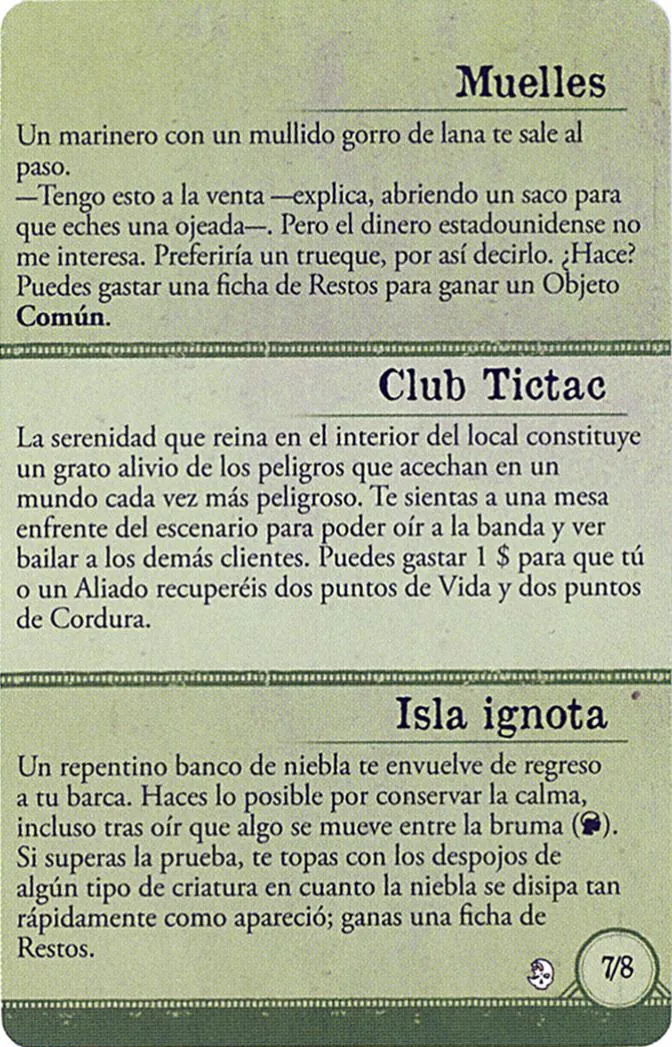 Muelles
Un marinero con un mullido gorro de lana te sale al
paso.
—Tengo esto a la venta —explica, abriendo un saco para
que eches una ojeada—. Pero el dinero estadounidense no
me interesa. Preferiría un trueque, por así decirlo. ¿Hace?
Puedes gastar una ficha de Restos para ganar un Objeto
Común.
Club Tictac
La serenidad que reina en el interior del local constituye
un grato alivio de los peligros que acechan en un
mundo cada vez más peligroso. Te sientas a una mesa
enfrente del escenario para poder oír a la banda y ver
bailar a los demás clientes. Puedes gastar 1 $ para que tú
o un Aliado recuperéis dos puntos de Vida y dos puntos
de Cordura.
Isla ignota
Un repentino banco de niebla te envuelve de regreso
a tu barca. Haces lo posible por conservar la calma,
incluso tras oír que algo se mueve entre la bruma ().
Si superas la prueba, te topas con los despojos de
algún tipo de criatura en cuanto la niebla se disipa tan
rápidamente como apareció; ganas una ficha de
Restos.
7/8